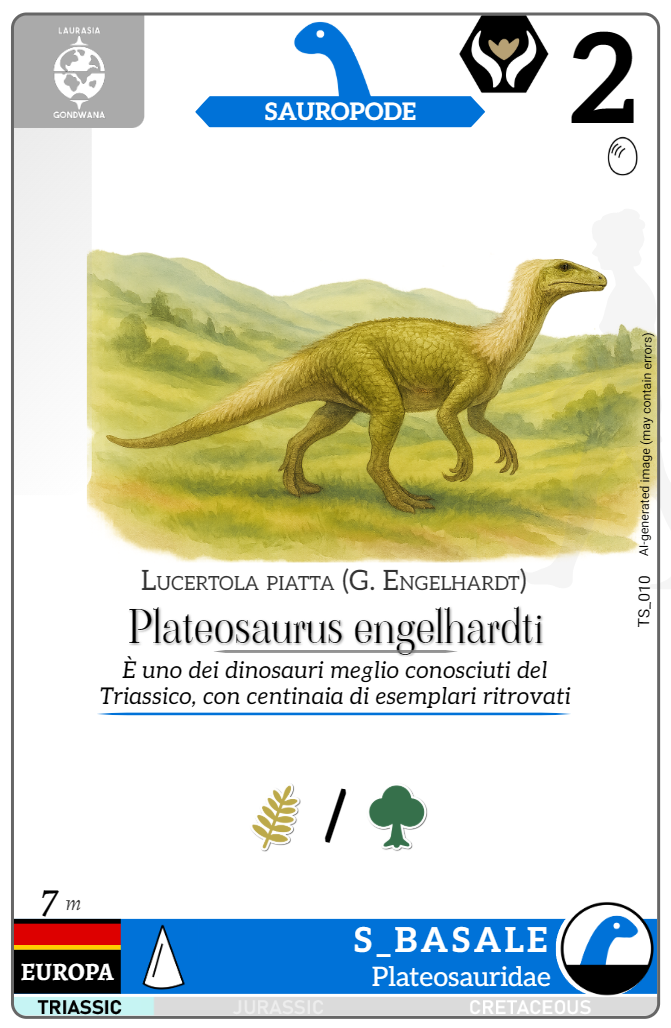 LAURASIA
GONDWANA
SAUROPODE
2
AI-generated image (may contain errors)
TS_010
Lucertola piatta (G. Engelhardt)
Plateosaurus engelhardti
È uno dei dinosauri meglio conosciuti del
Triassico, con centinaia di esemplari ritrovati
/
7 m
EUROPA
S_BASALE
Plateosauridae
TRIASSIC
JURASSIC
CRETACEOUS